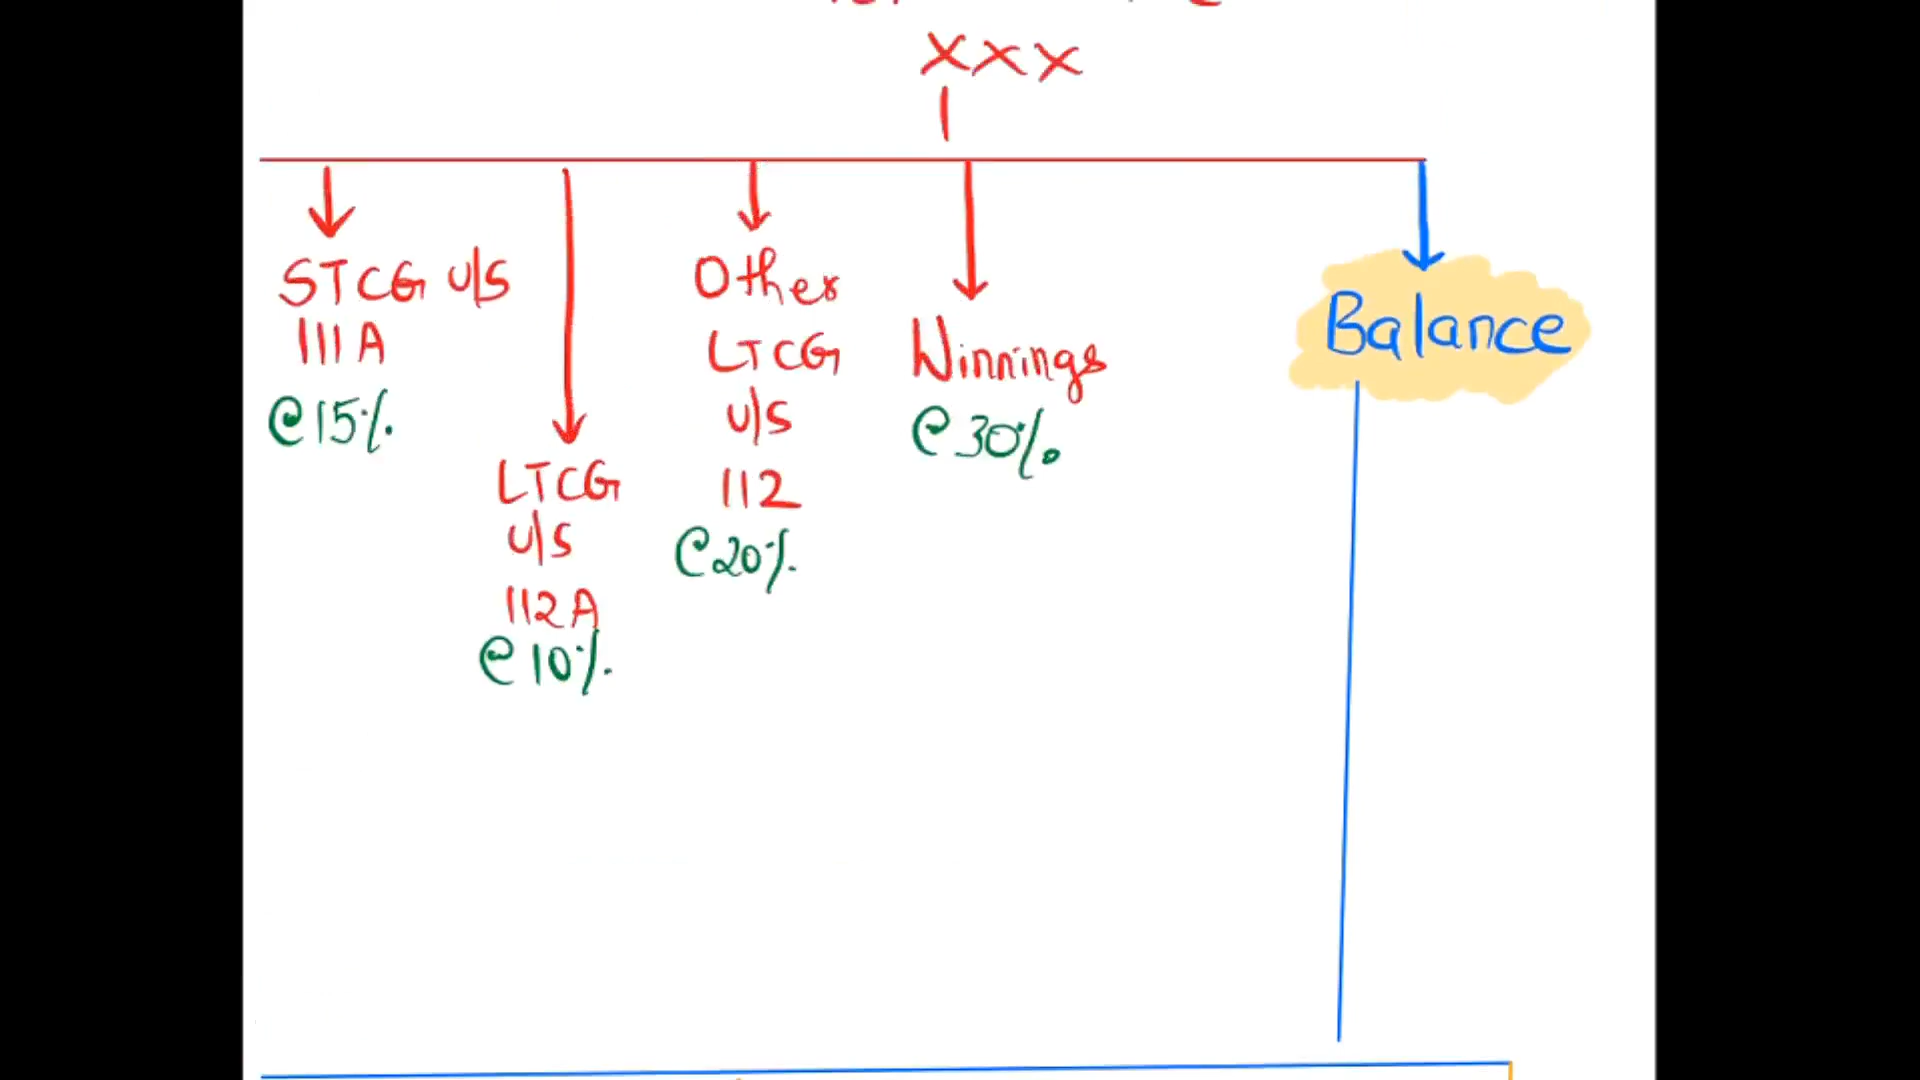 XXX
STCG u/s
111A
@15%.
LTCG
u/s
112A
@10%.
Other
LTCG
u/s
112
@20%.
Winnings
@30%.
Balance